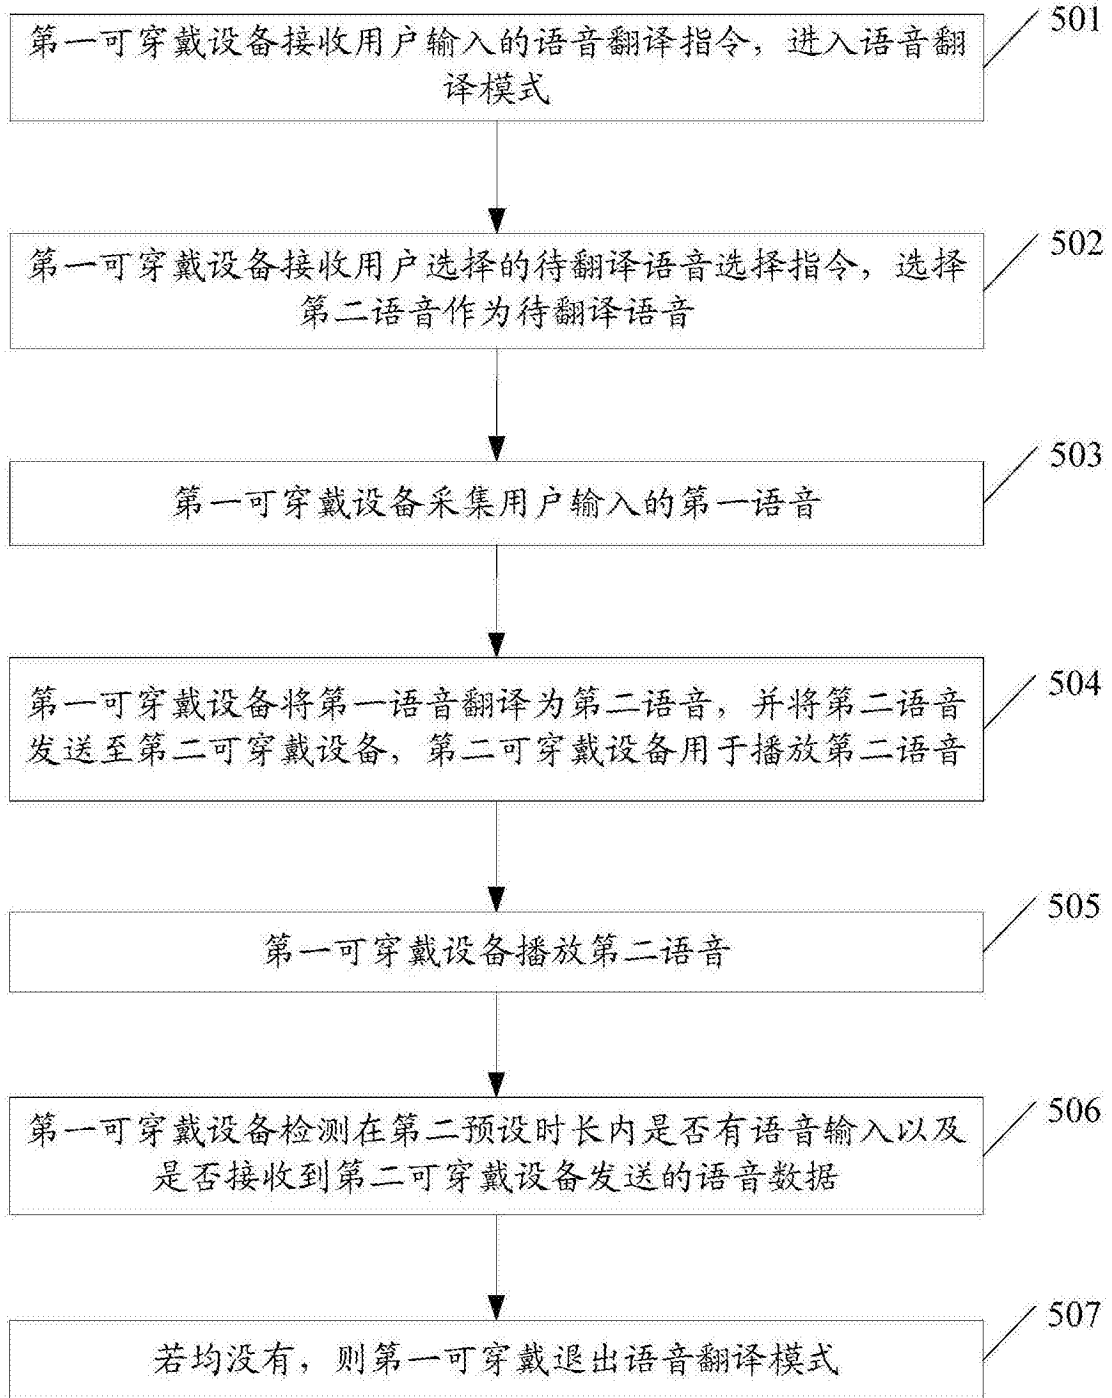 第一可穿戴设备接收用户输入的语音翻译指令，进入语音翻
译模式
501
第一可穿戴设备接收用户选择的待翻译语音选择指令，选择
第二语音作为待翻译语音
502
第一可穿戴设备采集用户输入的第一语音
503
第一可穿戴设备将第一语音翻译为第二语音，并将第二语音
发送至第二可穿戴设备，第二可穿戴设备用于播放第二语音
504
第一可穿戴设备播放第二语音
505
第一可穿戴设备检测在第二预设时长内是否有语音输入以及
是否接收到第二可穿戴设备发送的语音数据
506
若均没有，则第一可穿戴退出语音翻译模式
507